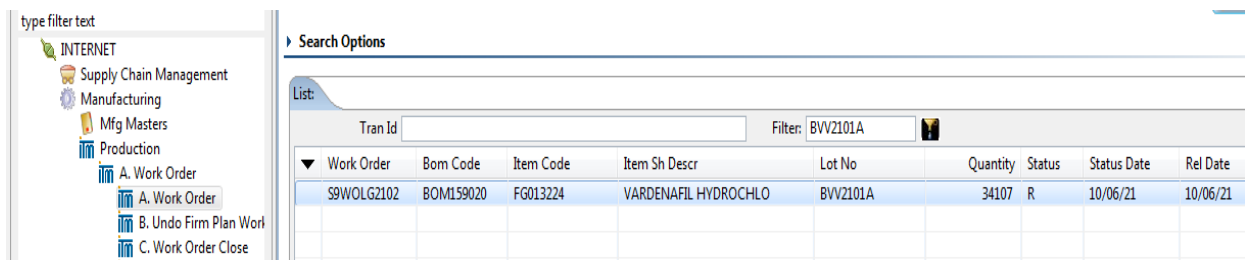 type filter text
INTERNET
Supply Chain Management
Manufacturing
Mfg Masters
Production
A. Work Order
A. Work Order
B. Undo Firm Plan Work
C. Work Order Close
Search Options
List:
Tran Id Filter: BVV2101A
Work Order Bom Code Item Code Item Sh Descr Lot No Quantity Status Status Date Rel Date
S9WOLG2102 BOM159020 FG013224 VARDENAFIL HYDROCHLO BVV2101A 34107 R 10/06/21 10/06/21